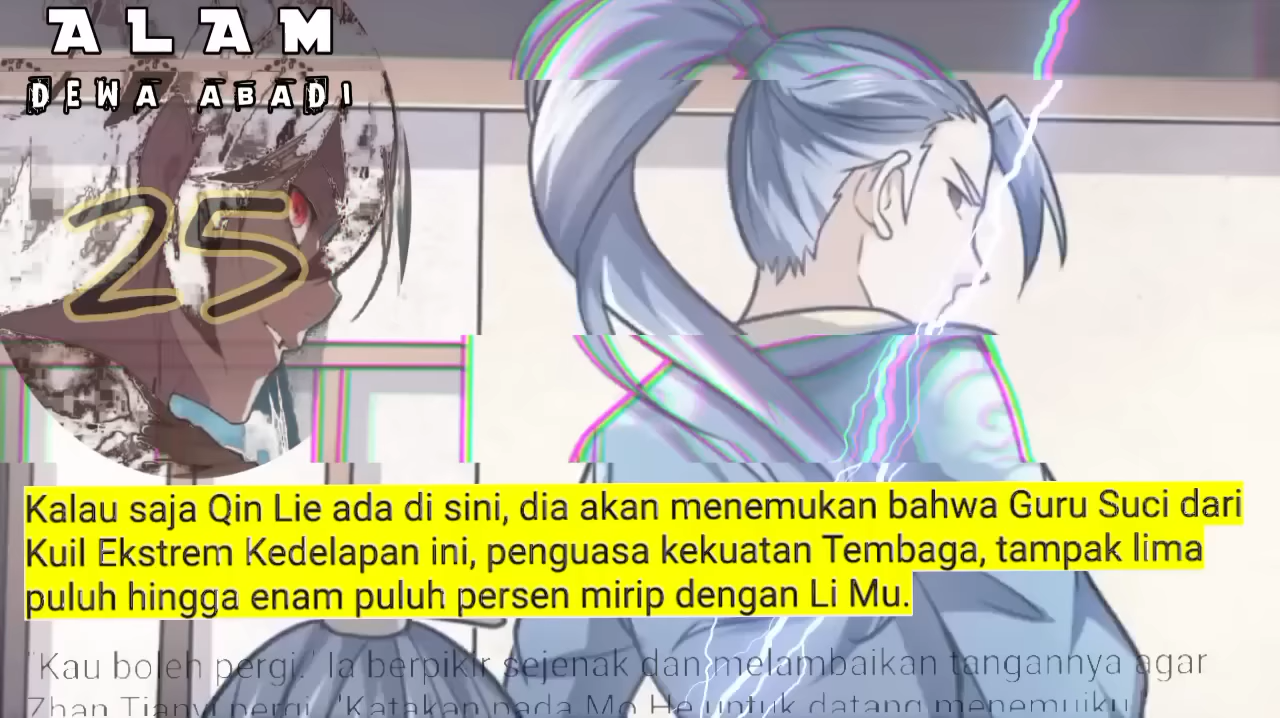 ALAM
DEWA ABADI
25
Kalau saja Qin Lie ada di sini, dia akan menemukan bahwa Guru Suci dari
Kuil Ekstrem Kedelapan ini, penguasa kekuatan Tembaga, tampak lima
puluh hingga enam puluh persen mirip dengan Li Mu.
"Kau boleh pergi." Ia berpikir sejenak dan melambaikan tangannya agar
Zhan Tianyi pergi. "Katakan pada Mo He untuk datang menemuiku